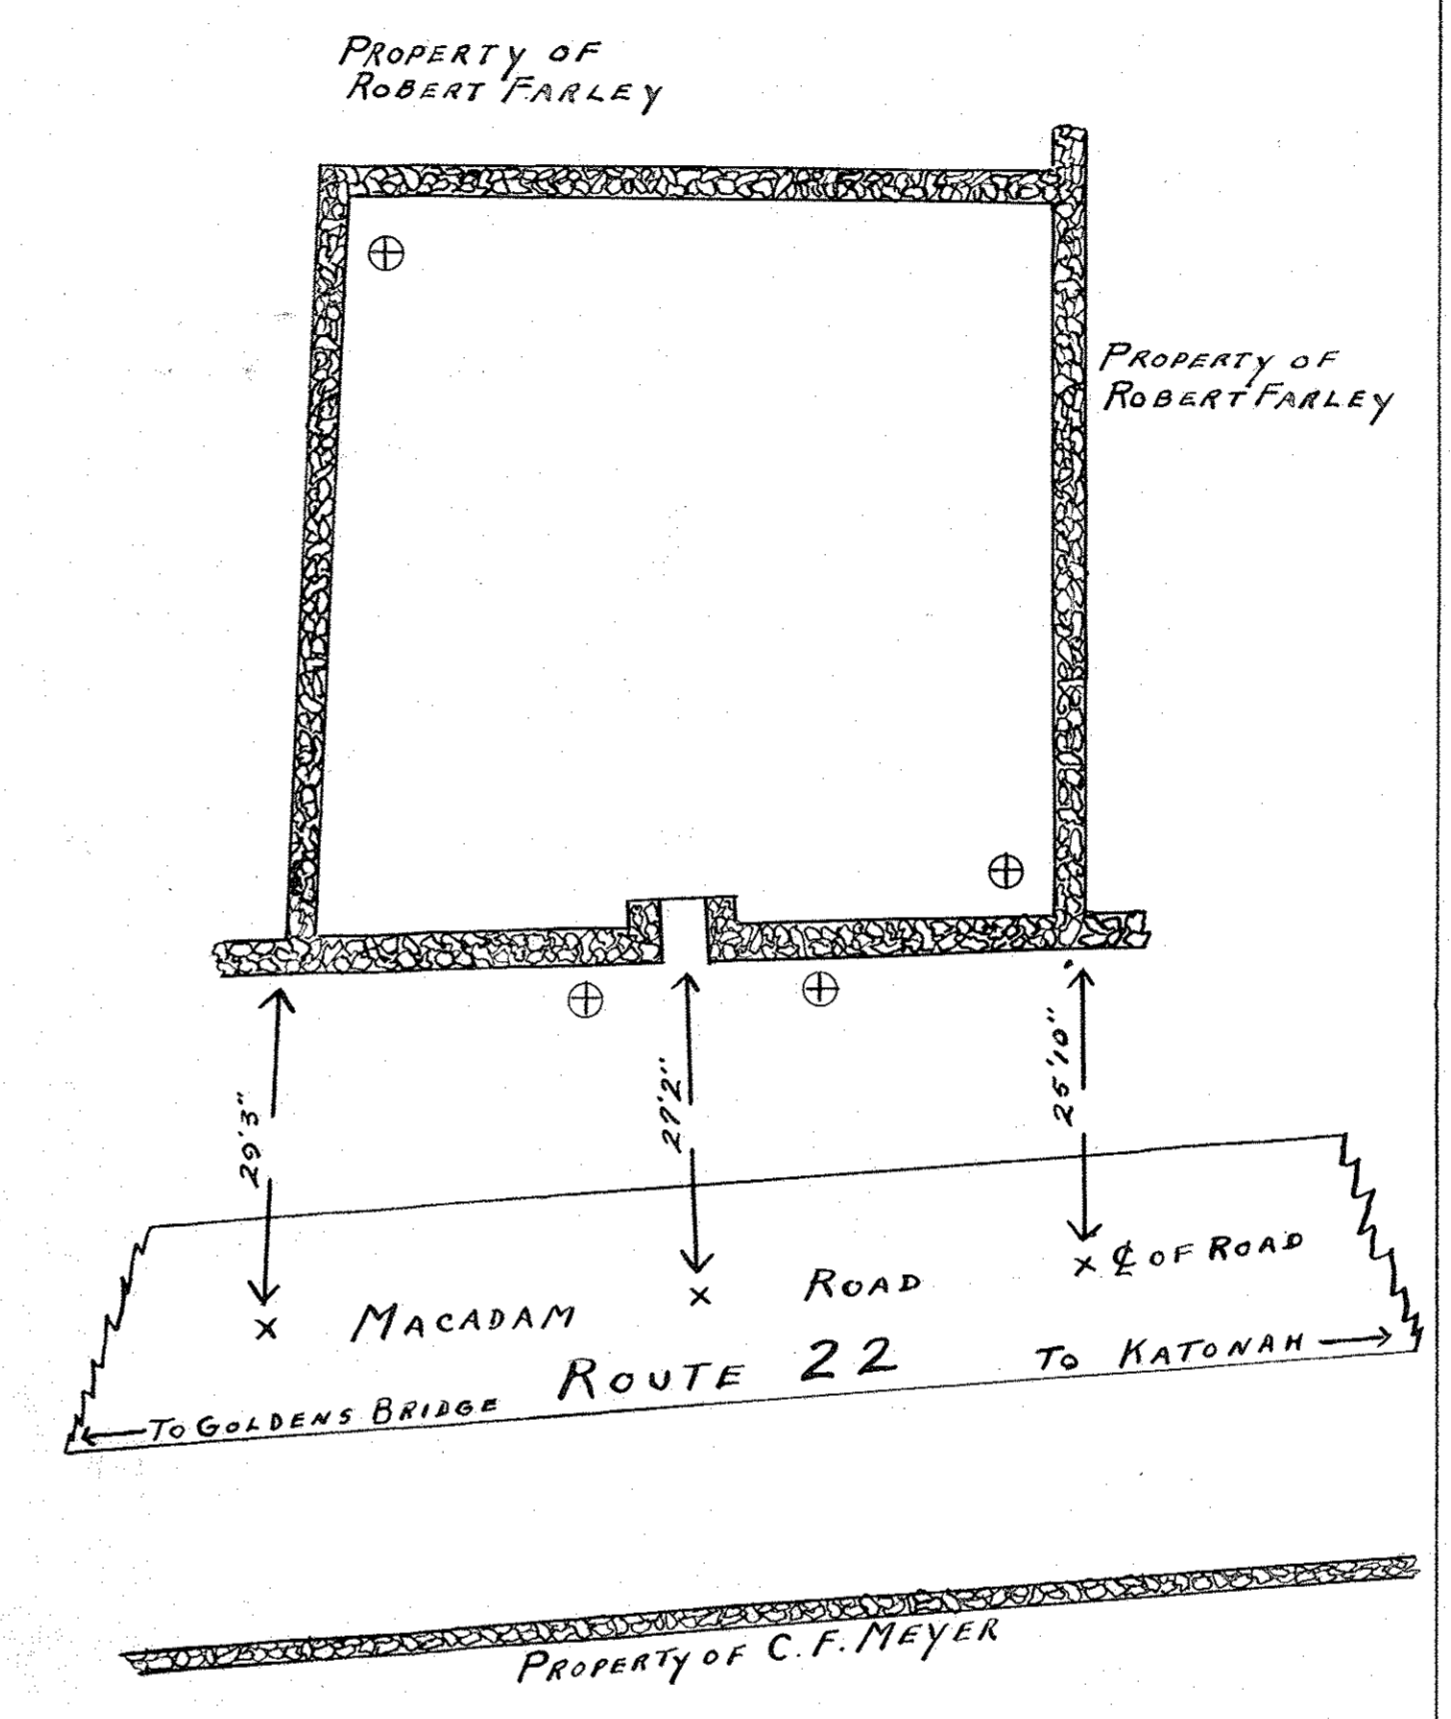 PROPERTY OF
ROBERT FARLEY
PROPERTY OF
ROBERT FARLEY
29'3"
27'2"
25'10"
x ℄ OF ROAD
x
x
MACADAM ROAD
ROUTE 22
TO KATONAH →
← TO GOLDENS BRIDGE
PROPERTY OF C. F. MEYER